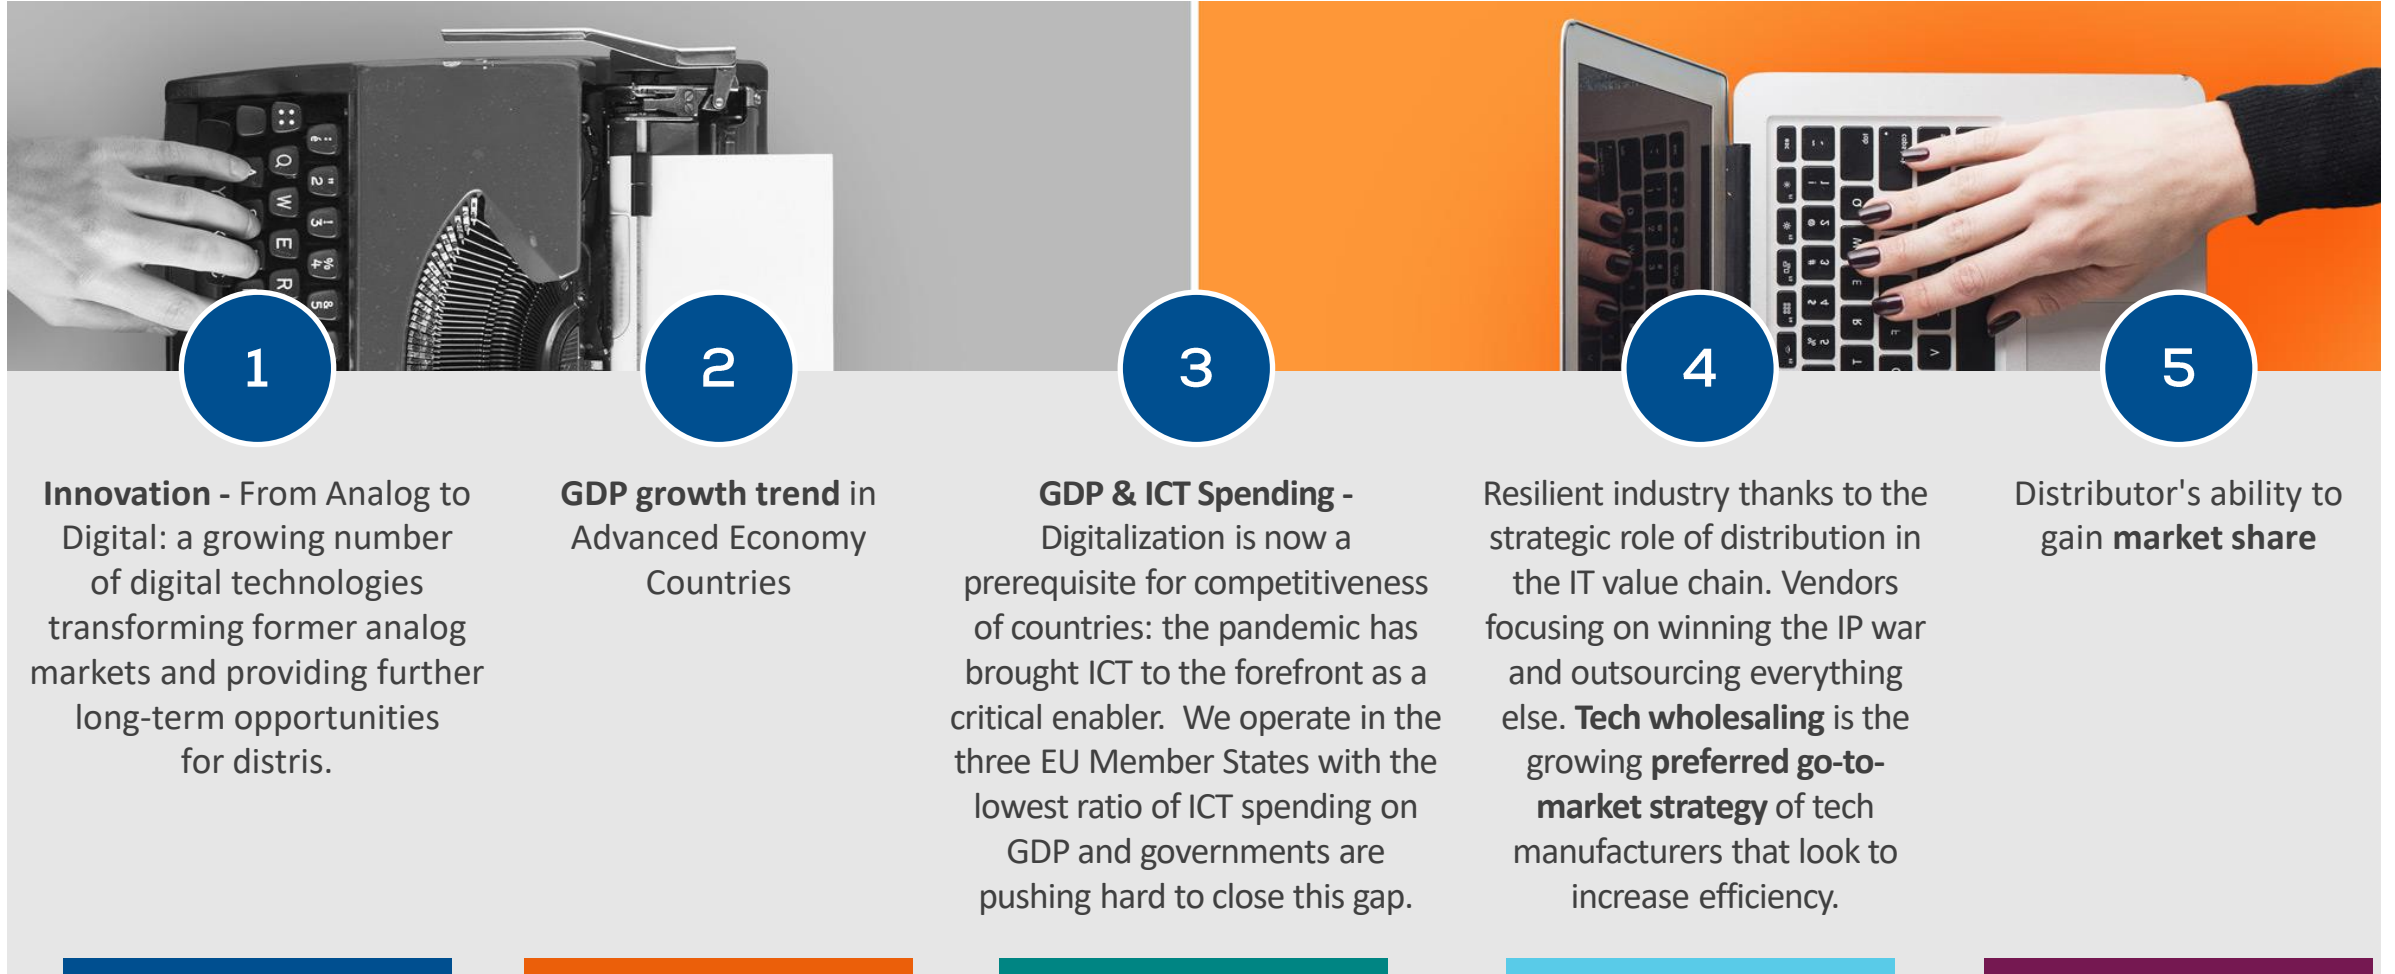 1
Innovation - From Analog to
Digital: a growing number
of digital technologies
transforming former analog
markets and providing further
long-term opportunities
for distris.
2
GDP growth trend in
Advanced Economy
Countries
3
GDP & ICT Spending -
Digitalization is now a
prerequisite for competitiveness
of countries: the pandemic has
brought ICT to the forefront as a
critical enabler.  We operate in the
three EU Member States with the
lowest ratio of ICT spending on
GDP and governments are
pushing hard to close this gap.
4
Resilient industry thanks to the
strategic role of distribution in
the IT value chain. Vendors
focusing on winning the IP war
and outsourcing everything
else. Tech wholesaling is the
growing preferred go-to-
market strategy of tech
manufacturers that look to
increase efficiency.
5
Distributor's ability to
gain market share